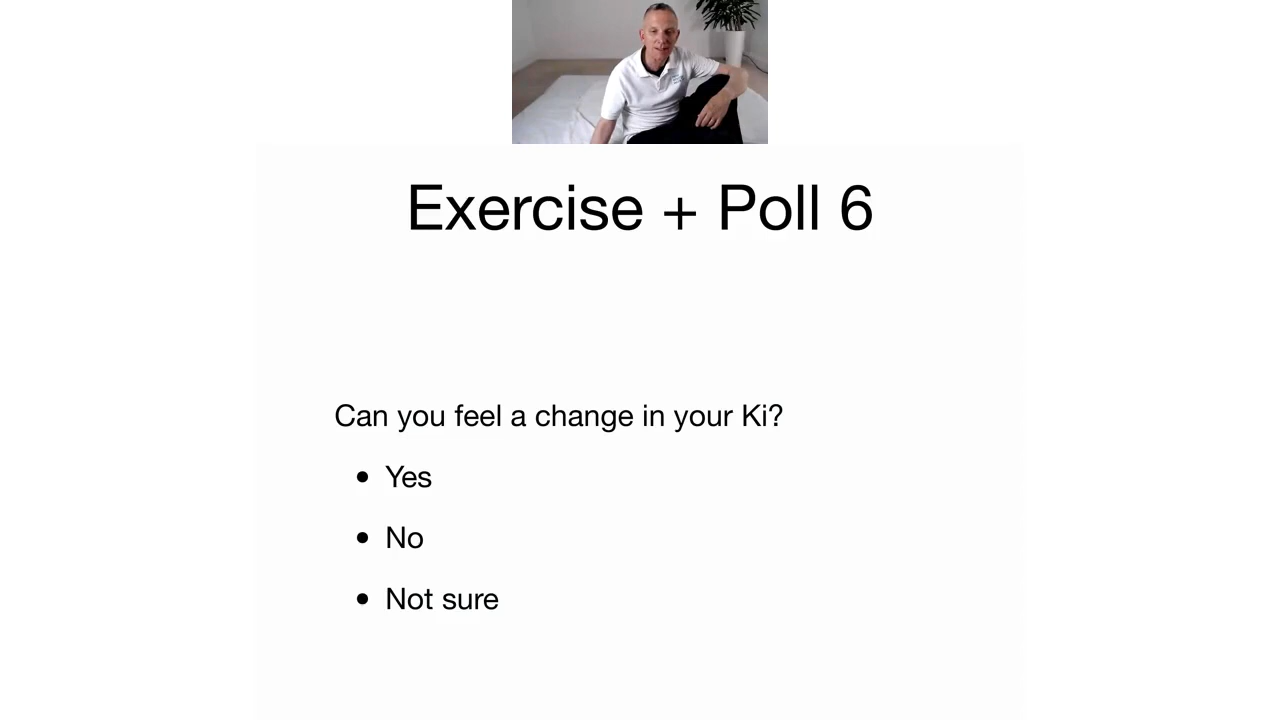 Exercise + Poll 6
Can you feel a change in your Ki?
• Yes
• No
• Not sure